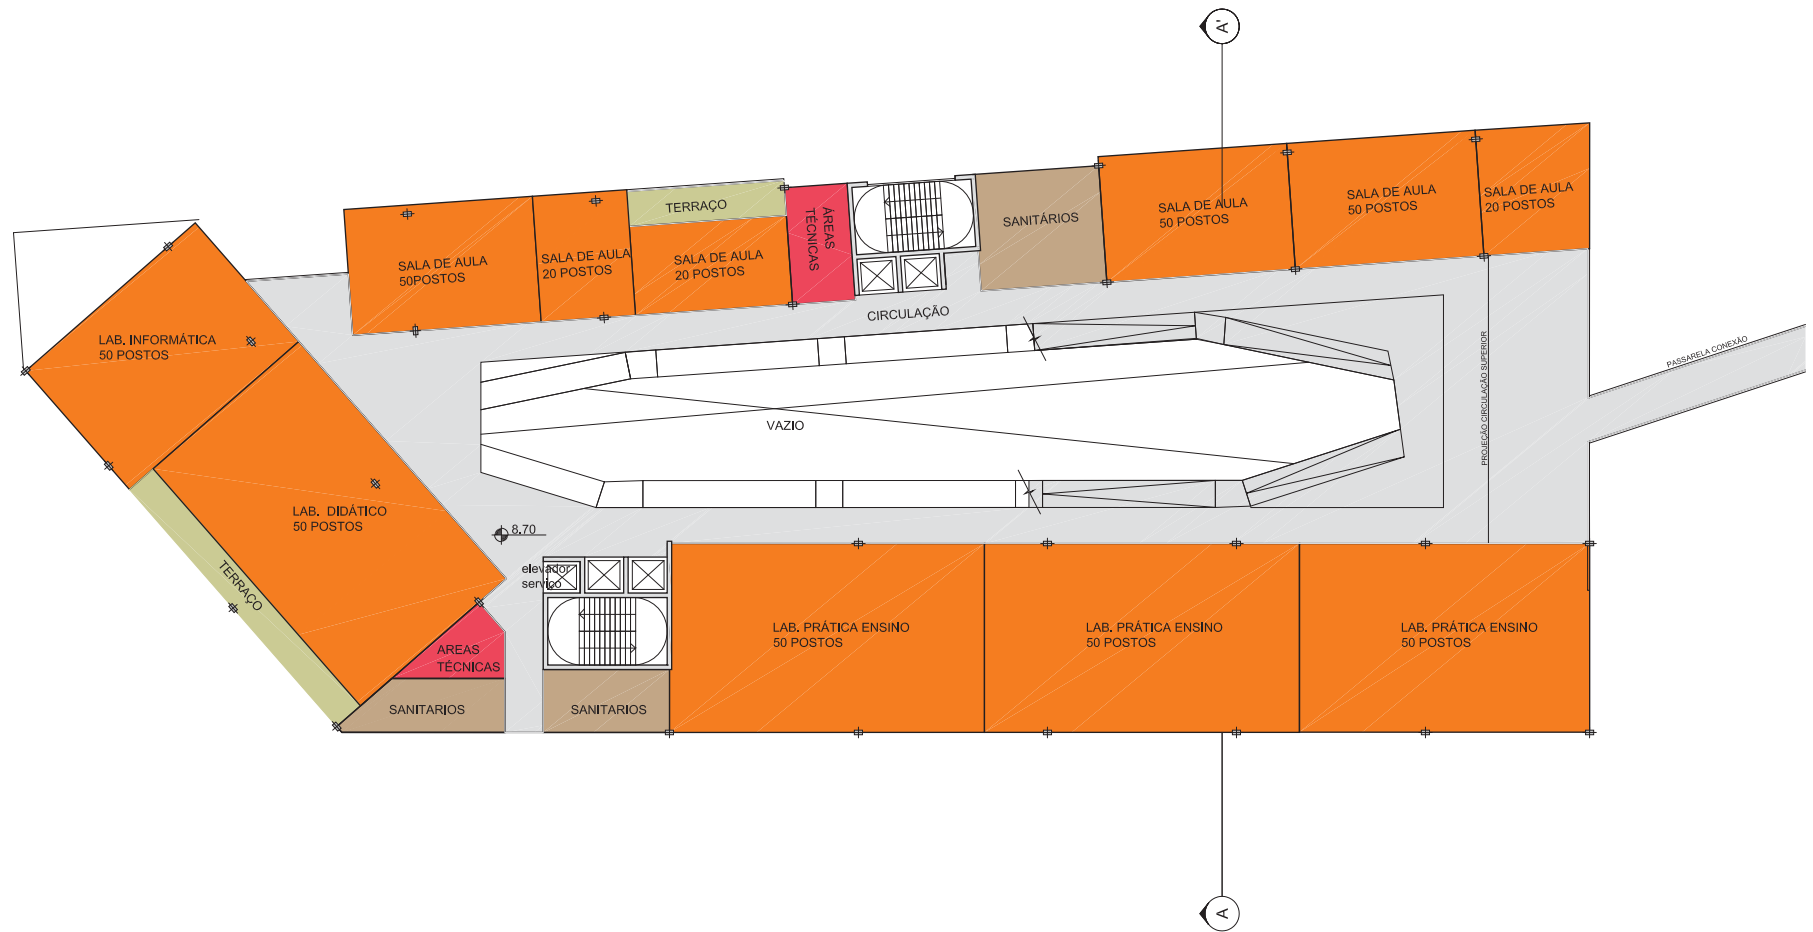 A'
SALA DE AULA
50POSTOS
SALA DE AULA
20 POSTOS
TERRAÇO
SALA DE AULA
20 POSTOS
ÁREAS
TÉCNICAS
SANITÁRIOS
SALA DE AULA
50 POSTOS
SALA DE AULA
50 POSTOS
SALA DE AULA
20 POSTOS
LAB. INFORMÁTICA
50 POSTOS
CIRCULAÇÃO
PROJEÇÃO CIRCULAÇÃO SUPERIOR
PASSARELA CONEXÃO
VAZIO
LAB. DIDÁTICO
50 POSTOS
8.70
elevador
serviço
TERRAÇO
AREAS
TÉCNICAS
SANITARIOS
SANITARIOS
LAB. PRÁTICA ENSINO
50 POSTOS
LAB. PRÁTICA ENSINO
50 POSTOS
LAB. PRÁTICA ENSINO
50 POSTOS
A